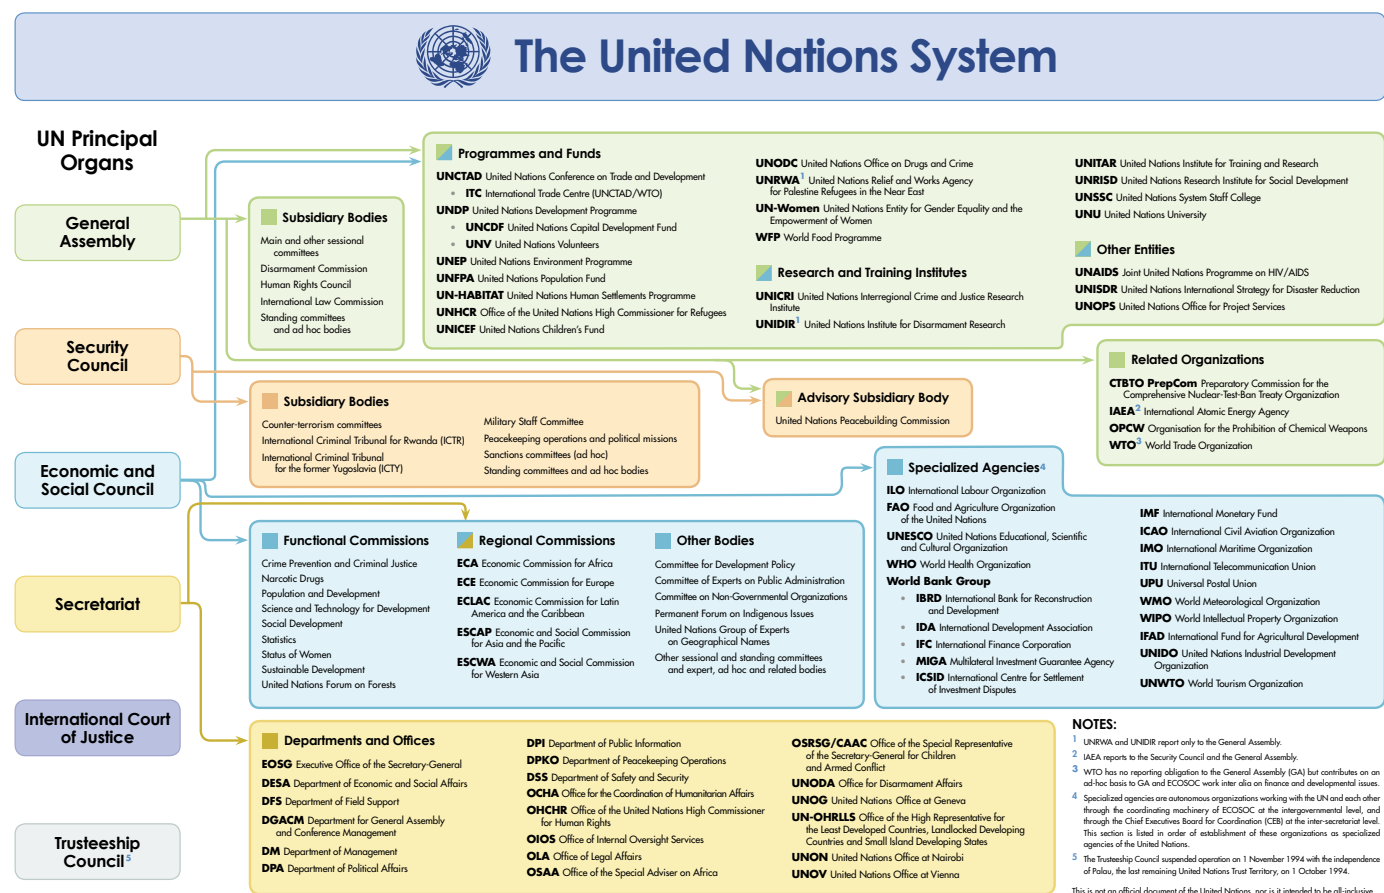 The United Nations System
UN Principal
Organs
General
Assembly
Security
Council
Economic and
Social Council
Secretariat
International Court
of Justice
Trusteeship
Council5
Subsidiary Bodies
Main and other sessional
committees
Disarmament Commission
Human Rights Council
International Law Commission
Standing committees
and ad hoc bodies
Programmes and Funds
UNCTAD United Nations Conference on Trade and Development
• ITC International Trade Centre (UNCTAD/WTO)
UNDP United Nations Development Programme
• UNCDF United Nations Capital Development Fund
• UNV United Nations Volunteers
UNEP United Nations Environment Programme
UNFPA United Nations Population Fund
UN-HABITAT United Nations Human Settlements Programme
UNHCR Office of the United Nations High Commissioner for Refugees
UNICEF United Nations Children's Fund
UNODC United Nations Office on Drugs and Crime
UNRWA1 United Nations Relief and Works Agency
for Palestine Refugees in the Near East
UN-Women United Nations Entity for Gender Equality and the
Empowerment of Women
WFP World Food Programme
Research and Training Institutes
UNICRI United Nations Interregional Crime and Justice Research
Institute
UNIDIR1 United Nations Institute for Disarmament Research
UNITAR United Nations Institute for Training and Research
UNRISD United Nations Research Institute for Social Development
UNSSC United Nations System Staff College
UNU United Nations University
Other Entities
UNAIDS Joint United Nations Programme on HIV/AIDS
UNISDR United Nations International Strategy for Disaster Reduction
UNOPS United Nations Office for Project Services
Subsidiary Bodies
Counter-terrorism committees
International Criminal Tribunal for Rwanda (ICTR)
International Criminal Tribunal
for the former Yugoslavia (ICTY)
Military Staff Committee
Peacekeeping operations and political missions
Sanctions committees (ad hoc)
Standing committees and ad hoc bodies
Advisory Subsidiary Body
United Nations Peacebuilding Commission
Related Organizations
CTBTO PrepCom Preparatory Commission for the
Comprehensive Nuclear-Test-Ban Treaty Organization
IAEA2 International Atomic Energy Agency
OPCW Organisation for the Prohibition of Chemical Weapons
WTO3 World Trade Organization
Functional Commissions
Crime Prevention and Criminal Justice
Narcotic Drugs
Population and Development
Science and Technology for Development
Social Development
Statistics
Status of Women
Sustainable Development
United Nations Forum on Forests
Regional Commissions
ECA Economic Commission for Africa
ECE Economic Commission for Europe
ECLAC Economic Commission for Latin
America and the Caribbean
ESCAP Economic and Social Commission
for Asia and the Pacific
ESCWA Economic and Social Commission
for Western Asia
Other Bodies
Committee for Development Policy
Committee of Experts on Public Administration
Committee on Non-Governmental Organizations
Permanent Forum on Indigenous Issues
United Nations Group of Experts
on Geographical Names
Other sessional and standing committees
and expert, ad hoc and related bodies
Specialized Agencies4
ILO International Labour Organization
FAO Food and Agriculture Organization
of the United Nations
UNESCO United Nations Educational, Scientific
and Cultural Organization
WHO World Health Organization
World Bank Group
• IBRD International Bank for Reconstruction
and Development
• IDA International Development Association
• IFC International Finance Corporation
• MIGA Multilateral Investment Guarantee Agency
• ICSID International Centre for Settlement
of Investment Disputes
IMF International Monetary Fund
ICAO International Civil Aviation Organization
IMO International Maritime Organization
ITU International Telecommunication Union
UPU Universal Postal Union
WMO World Meteorological Organization
WIPO World Intellectual Property Organization
IFAD International Fund for Agricultural Development
UNIDO United Nations Industrial Development
Organization
UNWTO World Tourism Organization
Departments and Offices
EOSG Executive Office of the Secretary-General
DESA Department of Economic and Social Affairs
DFS Department of Field Support
DGACM Department for General Assembly
and Conference Management
DM Department of Management
DPA Department of Political Affairs
DPI Department of Public Information
DPKO Department of Peacekeeping Operations
DSS Department of Safety and Security
OCHA Office for the Coordination of Humanitarian Affairs
OHCHR Office of the United Nations High Commissioner
for Human Rights
OIOS Office of Internal Oversight Services
OLA Office of Legal Affairs
OSAA Office of the Special Adviser on Africa
OSRSG/CAAC Office of the Special Representative
of the Secretary-General for Children
and Armed Conflict
UNODA Office for Disarmament Affairs
UNOG United Nations Office at Geneva
UN-OHRLLS Office of the High Representative for
the Least Developed Countries, Landlocked Developing
Countries and Small Island Developing States
UNON United Nations Office at Nairobi
UNOV United Nations Office at Vienna
NOTES:
1 UNRWA and UNIDIR report only to the General Assembly.
2 IAEA reports to the Security Council and the General Assembly.
3 WTO has no reporting obligation to the General Assembly (GA) but contributes on an
ad-hoc basis to GA and ECOSOC work inter alia on finance and developmental issues.
4 Specialized agencies are autonomous organizations working with the UN and each other
through the coordinating machinery of ECOSOC at the intergovernmental level, and
through the Chief Executives Board for Coordination (CEB) at the inter-secretariat level.
This section is listed in order of establishment of these organizations as specialized
agencies of the United Nations.
5 The Trusteeship Council suspended operation on 1 November 1994 with the independence
of Palau, the last remaining United Nations Trust Territory, on 1 October 1994.
This is not an official document of the United Nations, nor is it intended to be all-inclusive.